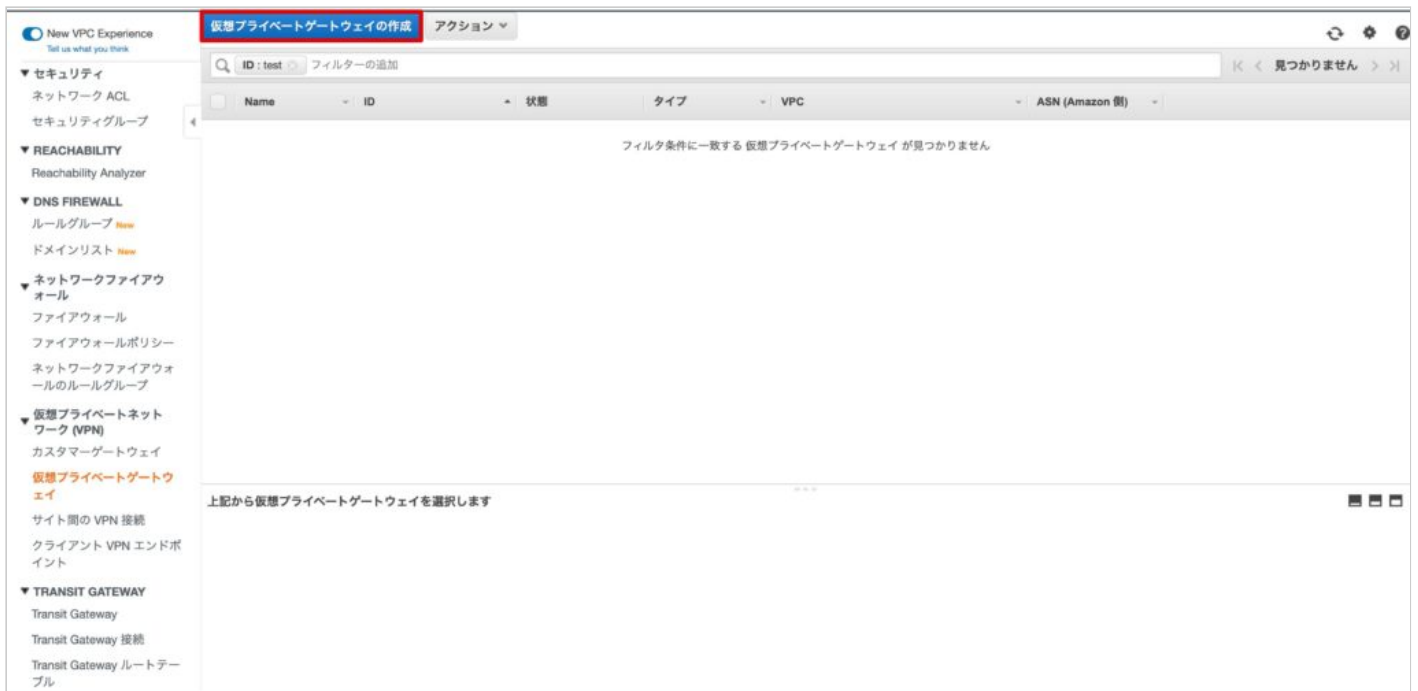 New VPC Experience
Tell us what you think
セキュリティ
ネットワーク ACL
セキュリティグループ
REACHABILITY
Reachability Analyzer
DNS FIREWALL
ルールグループ New
ドメインリスト New
ネットワークファイアウ
ォール
ファイアウォール
ファイアウォールポリシー
ネットワークファイアウォ
ールのルールグループ
仮想プライベートネット
ワーク (VPN)
カスタマーゲートウェイ
仮想プライベートゲートウ
ェイ
サイト間の VPN 接続
クライアント VPN エンドポ
イント
TRANSIT GATEWAY
Transit Gateway
Transit Gateway 接続
Transit Gateway ルートテー
ブル
仮想プライベートゲートウェイの作成 アクション
ID : test フィルターの追加 見つかりません
Name ID 状態 タイプ VPC ASN (Amazon 側)
フィルタ条件に一致する 仮想プライベートゲートウェイ が見つかりません
上記から仮想プライベートゲートウェイを選択します